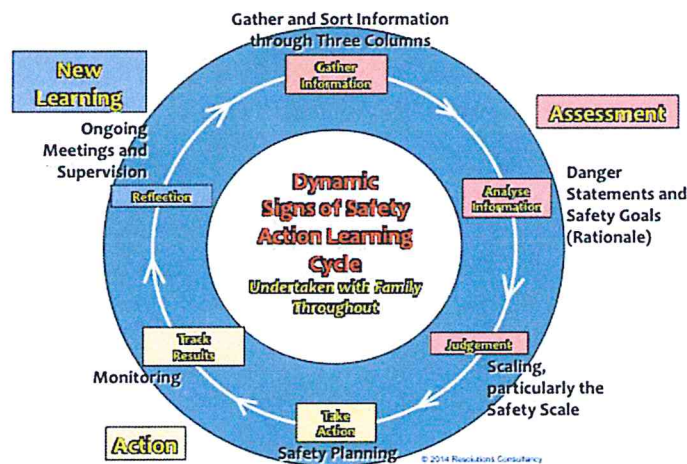 Gather and Sort Information
through Three Columns
Gather
Information
New
Learning
Assessment
Ongoing
Meetings and
Supervision
Reflection
Analyse
Information
Danger
Statements and
Safety Goals
(Rationale)
Dynamic
Signs of Safety
Action Learning
Cycle
Undertaken with Family
Throughout
Track
Results
Monitoring
Judgement
Scaling,
particularly the
Safety Scale
Take
Action
Safety Planning
Action
© 2014 Resolutions Consultancy